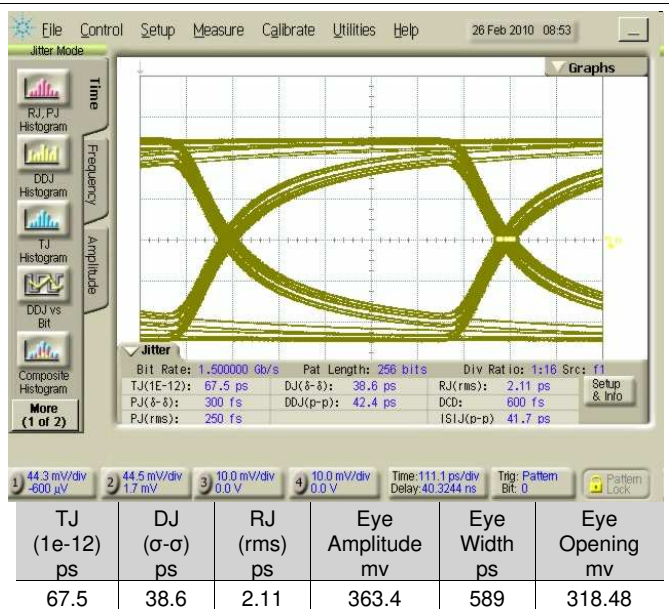 File Control Setup Measure Calibrate Utilities Help 26 Feb 2010 08:53
Jitter Mode
Graphs
RJ, PJ
Histogram
DDJ
Histogram
TJ
Histogram
DDJ vs
Bit
Composite
Histogram
More
(1 of 2)
Time
Frequency
Amplitude
Jitter
Bit Rate: 1.500000 Gb/s Pat Length: 256 bits Div Ratio: 1:16 Src: f1
TJ(1E-12): 67.5 ps DJ(δ-δ): 38.6 ps RJ(rms): 2.11 ps
PJ(δ-δ): 300 fs DDJ(p-p): 42.4 ps DCD: 600 fs
PJ(rms): 250 fs ISIJ(p-p) 41.7 ps
Setup
& Info
1) 44.3 mV/div 2) 44.5 mV/div 3) 10.0 mV/div 4) 10.0 mV/div Time:111.1 ps/div Trig: Pattern Pattern
-600 μV 1.7 mV 0.0 V 0.0 V Delay:40.3244 ns Bit: 0 Lock
TJ DJ RJ Eye Eye Eye
(1e-12) (σ-σ) (rms) Amplitude Width Opening
ps ps ps mv ps mv
67.5 38.6 2.11 363.4 589 318.48